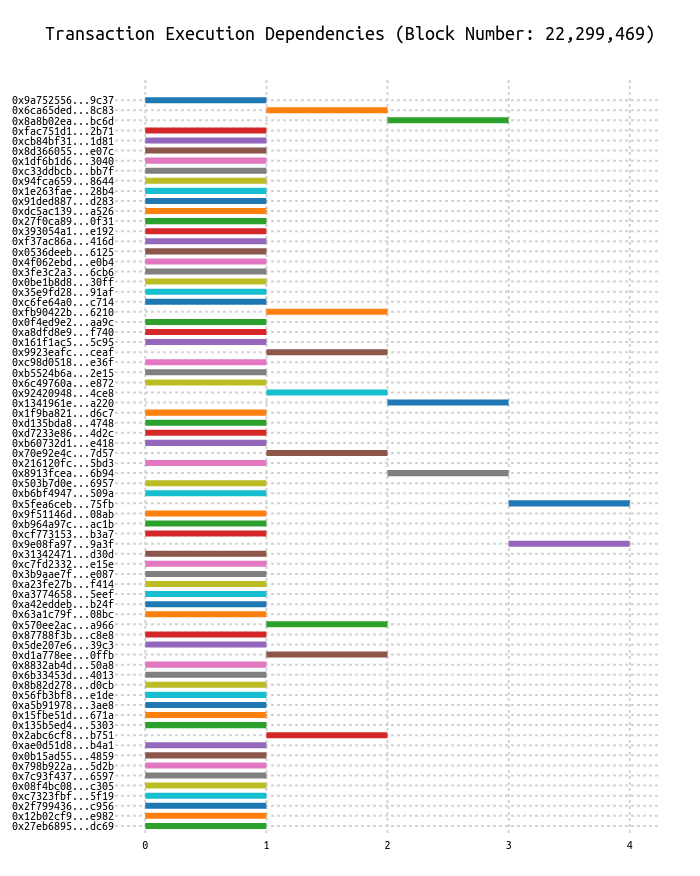 Transaction Execution Dependencies (Block Number: 22,299,469)
0x9a752556...9c37
0x6ca65ded...8c83
0x8a8b02ea...bc6d
0xfac751d1...2b71
0xcb84bf31...1d81
0x8d366055...e07c
0x1df6b1d6...3040
0xc33ddbcb...bb7f
0x94fca659...8644
0x1e263fae...28b4
0x91ded887...d283
0xdc5ac139...a526
0x27f0ca89...0f31
0x393054a1...e192
0xf37ac86a...416d
0x0536deeb...6125
0x4f062ebd...e0b4
0x3fe3c2a3...6cb6
0x0be1b8d8...30ff
0x35e9fd28...91af
0xc6fe64a0...c714
0xfb90422b...6210
0x0f4ed9e2...aa9c
0xa8dfd8e9...f740
0x161f1ac5...5c95
0x9923eafc...ceaf
0xc98d0518...e36f
0xb5524b6a...2e15
0x6c49760a...e872
0x92420948...4ce8
0x1341961e...a220
0x1f9ba821...d6c7
0xd135bda8...4748
0xd7233e86...4d2c
0xb60732d1...e418
0x70e92e4c...7d57
0x216120fc...5bd3
0x8913fcea...6b94
0x503b7d0e...6957
0xb6bf4947...509a
0x5fea6ceb...75fb
0x9f51146d...08ab
0xb964a97c...ac1b
0xcf773153...b3a7
0x9e08fa97...9a3f
0x31342471...d30d
0xc7fd2332...e15e
0x3b9aae7f...e087
0xa23fe27b...f414
0xa3774658...5eef
0xa42eddeb...b24f
0x63a1c79f...08bc
0x570ee2ac...a966
0x87788f3b...c8e8
0x5de207e6...39c3
0xd1a778ee...0ffb
0x8832ab4d...50a8
0x6b33453d...4013
0x8b82d278...d0cb
0x56fb3bf8...e1de
0xa5b91978...3ae8
0x15fbe51d...671a
0x135b5ed4...5303
0x2abc6cf8...b751
0xae0d51d8...b4a1
0x0b15ad55...4859
0x798b922a...5d2b
0x7c93f437...6597
0x08f4bc08...c305
0xc7323fbf...5f19
0x2f799436...c956
0x12b02cf9...e982
0x27eb6895...dc69
0 1 2 3 4